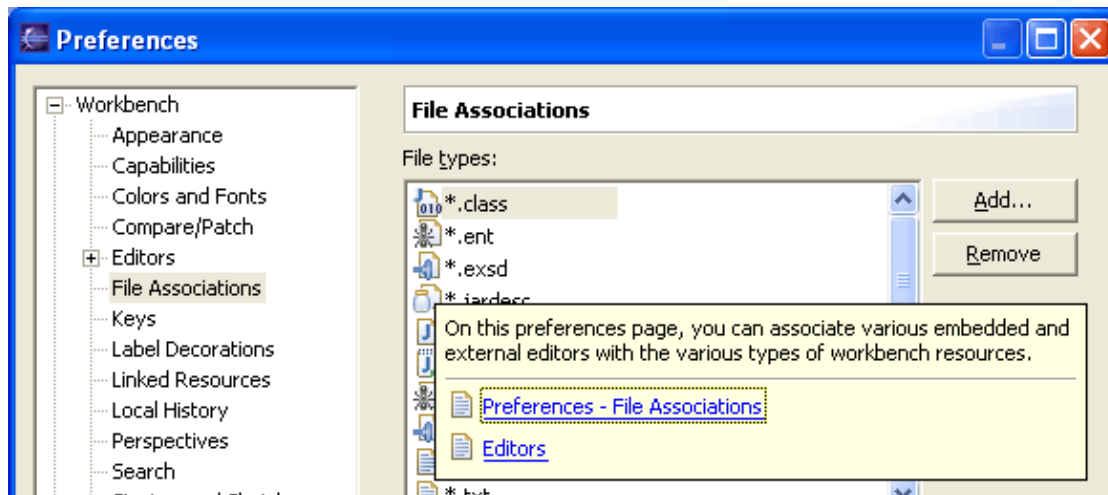 Preferences
Workbench
Appearance
Capabilities
Colors and Fonts
Compare/Patch
Editors
File Associations
Keys
Label Decorations
Linked Resources
Local History
Perspectives
Search
File Associations
File types:
*.class
*.ent
*.exsd
*.jardesc
Add...
Remove
On this preferences page, you can associate various embedded and
external editors with the various types of workbench resources.
Preferences - File Associations
Editors
*.txt